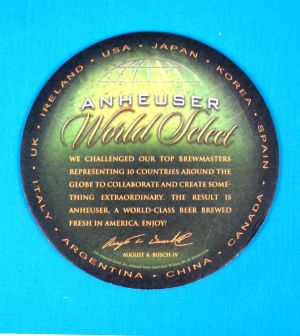 ITALY • UK • IRELAND • USA • JAPAN • KOREA • SPAIN • CANADA • CHINA • ARGENTINA •
ANHEUSER
World Select
WE CHALLENGED OUR TOP BREWMASTERS
REPRESENTING 10 COUNTRIES AROUND THE
GLOBE TO COLLABORATE AND CREATE SOME-
THING EXTRAORDINARY. THE RESULT IS
ANHEUSER, A WORLD-CLASS BEER BREWED
FRESH IN AMERICA. ENJOY!
AUGUST A. BUSCH IV